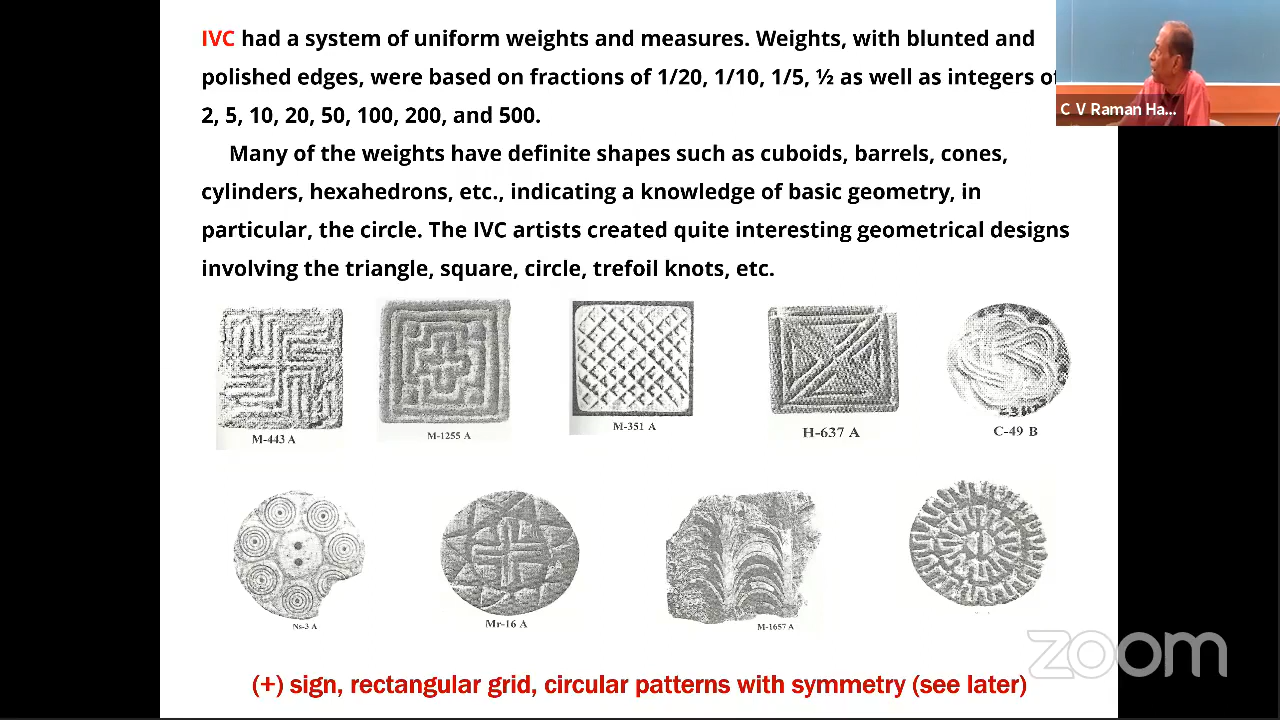 IVC had a system of uniform weights and measures. Weights, with blunted and
polished edges, were based on fractions of 1/20, 1/10, 1/5, ½ as well as integers of
2, 5, 10, 20, 50, 100, 200, and 500.
Many of the weights have definite shapes such as cuboids, barrels, cones,
cylinders, hexahedrons, etc., indicating a knowledge of basic geometry, in
particular, the circle. The IVC artists created quite interesting geometrical designs
involving the triangle, square, circle, trefoil knots, etc.
C V Raman Ha...
M-443 A
M-1255 A
M-351 A
H-637 A
C-49 B
Ns-3 A
Mr-16 A
M-1657 A
zoom
(+) sign, rectangular grid, circular patterns with symmetry (see later)